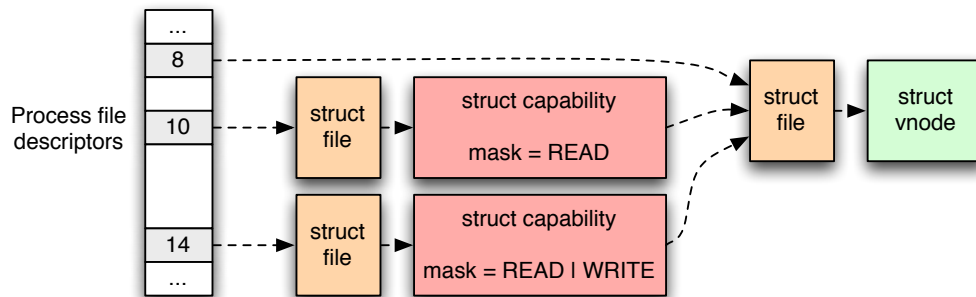 ...
8
Process file
descriptors
10
14
...
struct
file
struct capability
mask = READ
struct
file
struct capability
mask = READ | WRITE
struct
file
struct
vnode